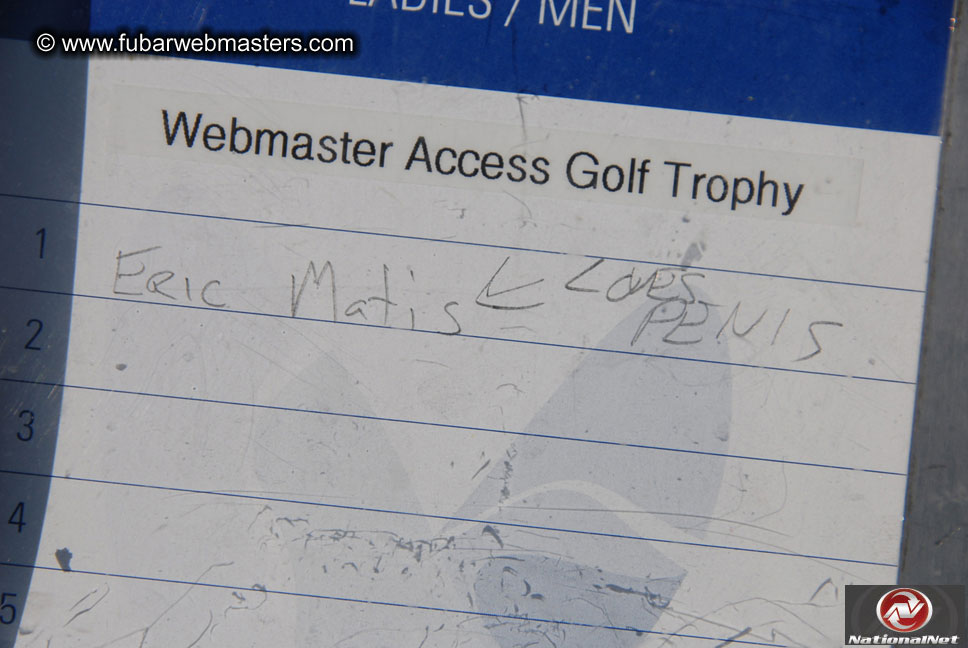 LADIES / MEN
© www.fubarwebmasters.com
Webmaster Access Golf Trophy
1
Eric Matis ← Loves
PENIS
2
3
4
5
NationalNet